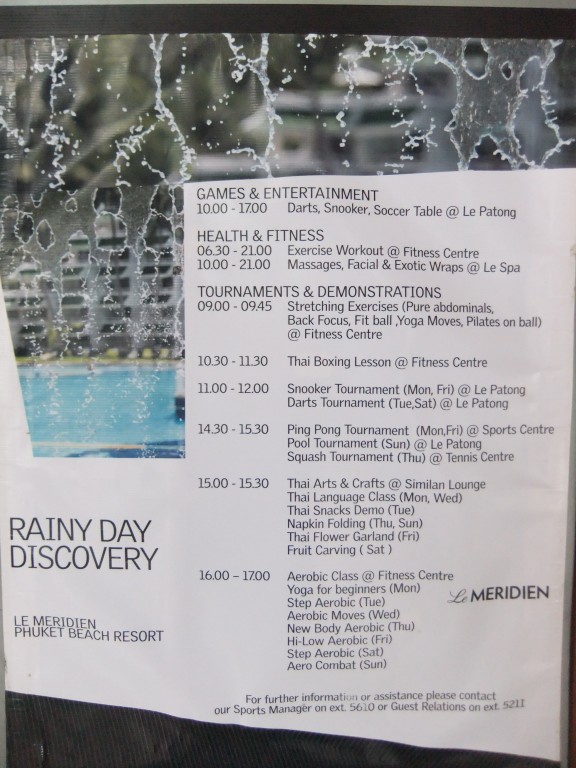 GAMES & ENTERTAINMENT
10.00 - 17.00 Darts, Snooker, Soccer Table @ Le Patong
HEALTH & FITNESS
06.30 - 21.00 Exercise Workout @ Fitness Centre
10.00 - 21.00 Massages, Facial & Exotic Wraps @ Le Spa
TOURNAMENTS & DEMONSTRATIONS
09.00 - 09.45 Stretching Exercises (Pure abdominals,
Back Focus, Fit ball ,Yoga Moves, Pilates on ball)
@ Fitness Centre
10.30 - 11.30 Thai Boxing Lesson @ Fitness Centre
11.00 - 12.00 Snooker Tournament (Mon, Fri) @ Le Patong
Darts Tournament (Tue,Sat) @ Le Patong
14.30 - 15.30 Ping Pong Tournament (Mon,Fri) @ Sports Centre
Pool Tournament (Sun) @ Le Patong
Squash Tournament (Thu) @ Tennis Centre
15.00 - 15.30 Thai Arts & Crafts @ Similan Lounge
Thai Language Class (Mon, Wed)
Thai Snacks Demo (Tue)
Napkin Folding (Thu, Sun)
Thai Flower Garland (Fri)
Fruit Carving ( Sat )
16.00 – 17.00 Aerobic Class @ Fitness Centre
Yoga for beginners (Mon)
Step Aerobic (Tue)
Aerobic Moves (Wed)
New Body Aerobic (Thu)
Hi-Low Aerobic (Fri)
Step Aerobic (Sat)
Aero Combat (Sun)
RAINY DAY
DISCOVERY
LE MERIDIEN
PHUKET BEACH RESORT
Le MERIDIEN
For further information or assistance please contact
our Sports Manager on ext. 5610 or Guest Relations on ext. 5211